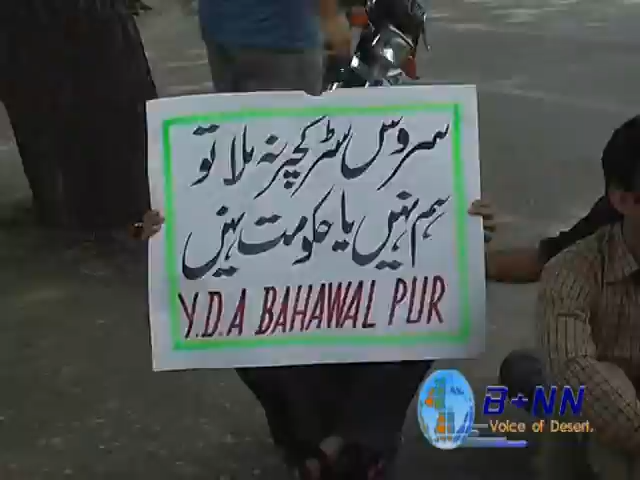 سروس سٹرکچر نہ ملا تو
ہم نہیں یا حکومت نہیں
Y.D.A BAHAWAL PUR
B+NN
Voice of Desert.